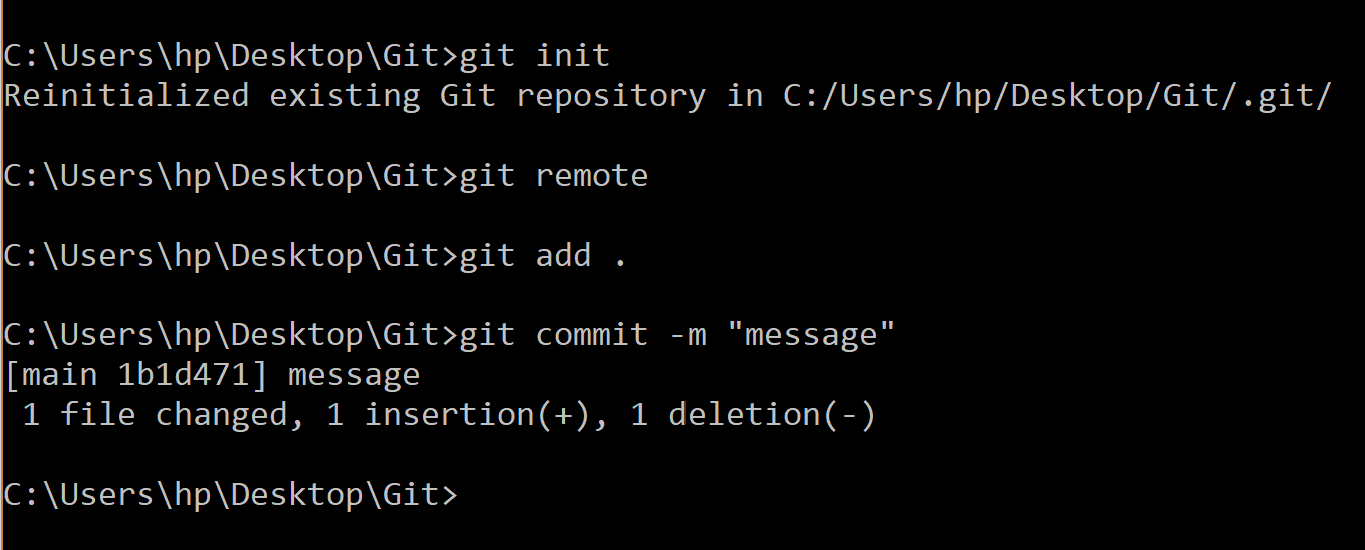 C:\Users\hp\Desktop\Git>git init
Reinitialized existing Git repository in C:/Users/hp/Desktop/Git/.git/
C:\Users\hp\Desktop\Git>git remote
C:\Users\hp\Desktop\Git>git add .
C:\Users\hp\Desktop\Git>git commit -m "message"
[main 1b1d471] message
 1 file changed, 1 insertion(+), 1 deletion(-)
C:\Users\hp\Desktop\Git>